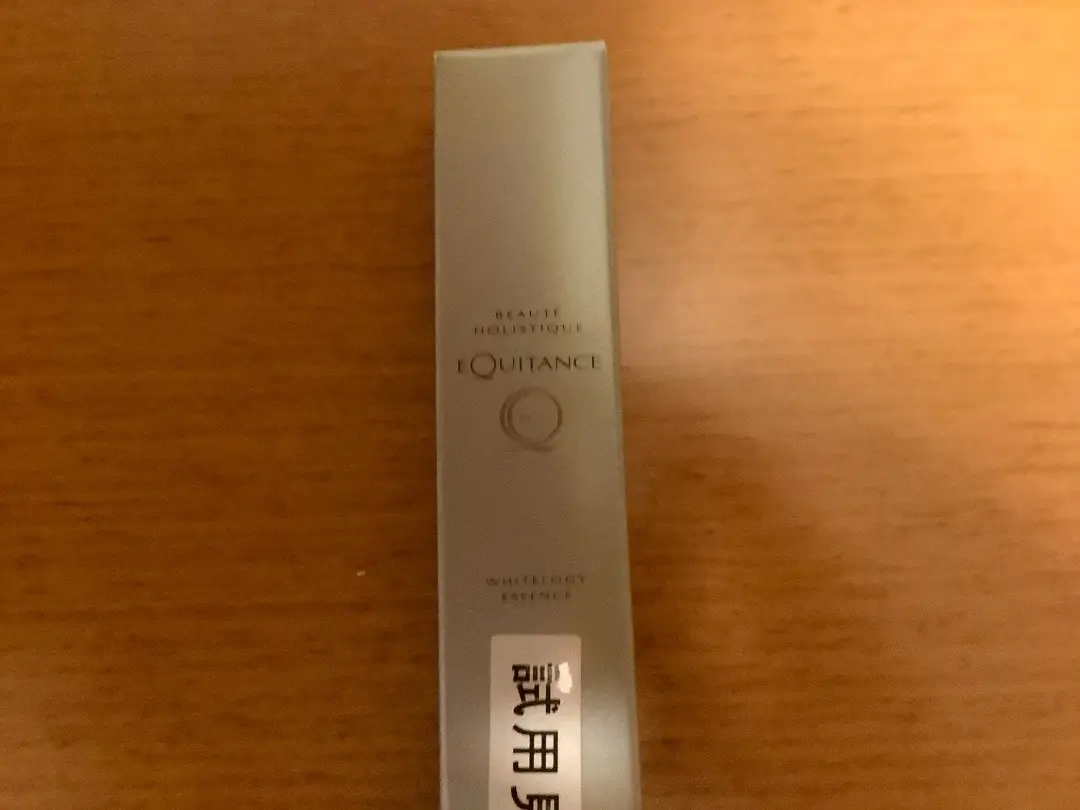 BEAUTÉ
HOLISTIQUE
EQUITANCE
Q
WHITELOGY
ESSENCE
試用